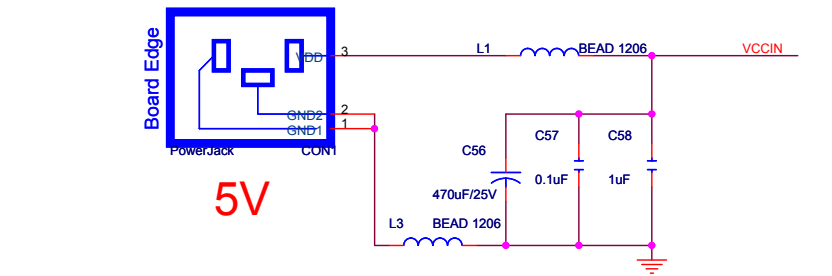 Board Edge
VDD
3
L1
BEAD 1206
VCCIN
GND2
2
GND1
1
PowerJack
CON1
5V
C56
470uF/25V
C57
0.1uF
C58
1uF
L3
BEAD 1206